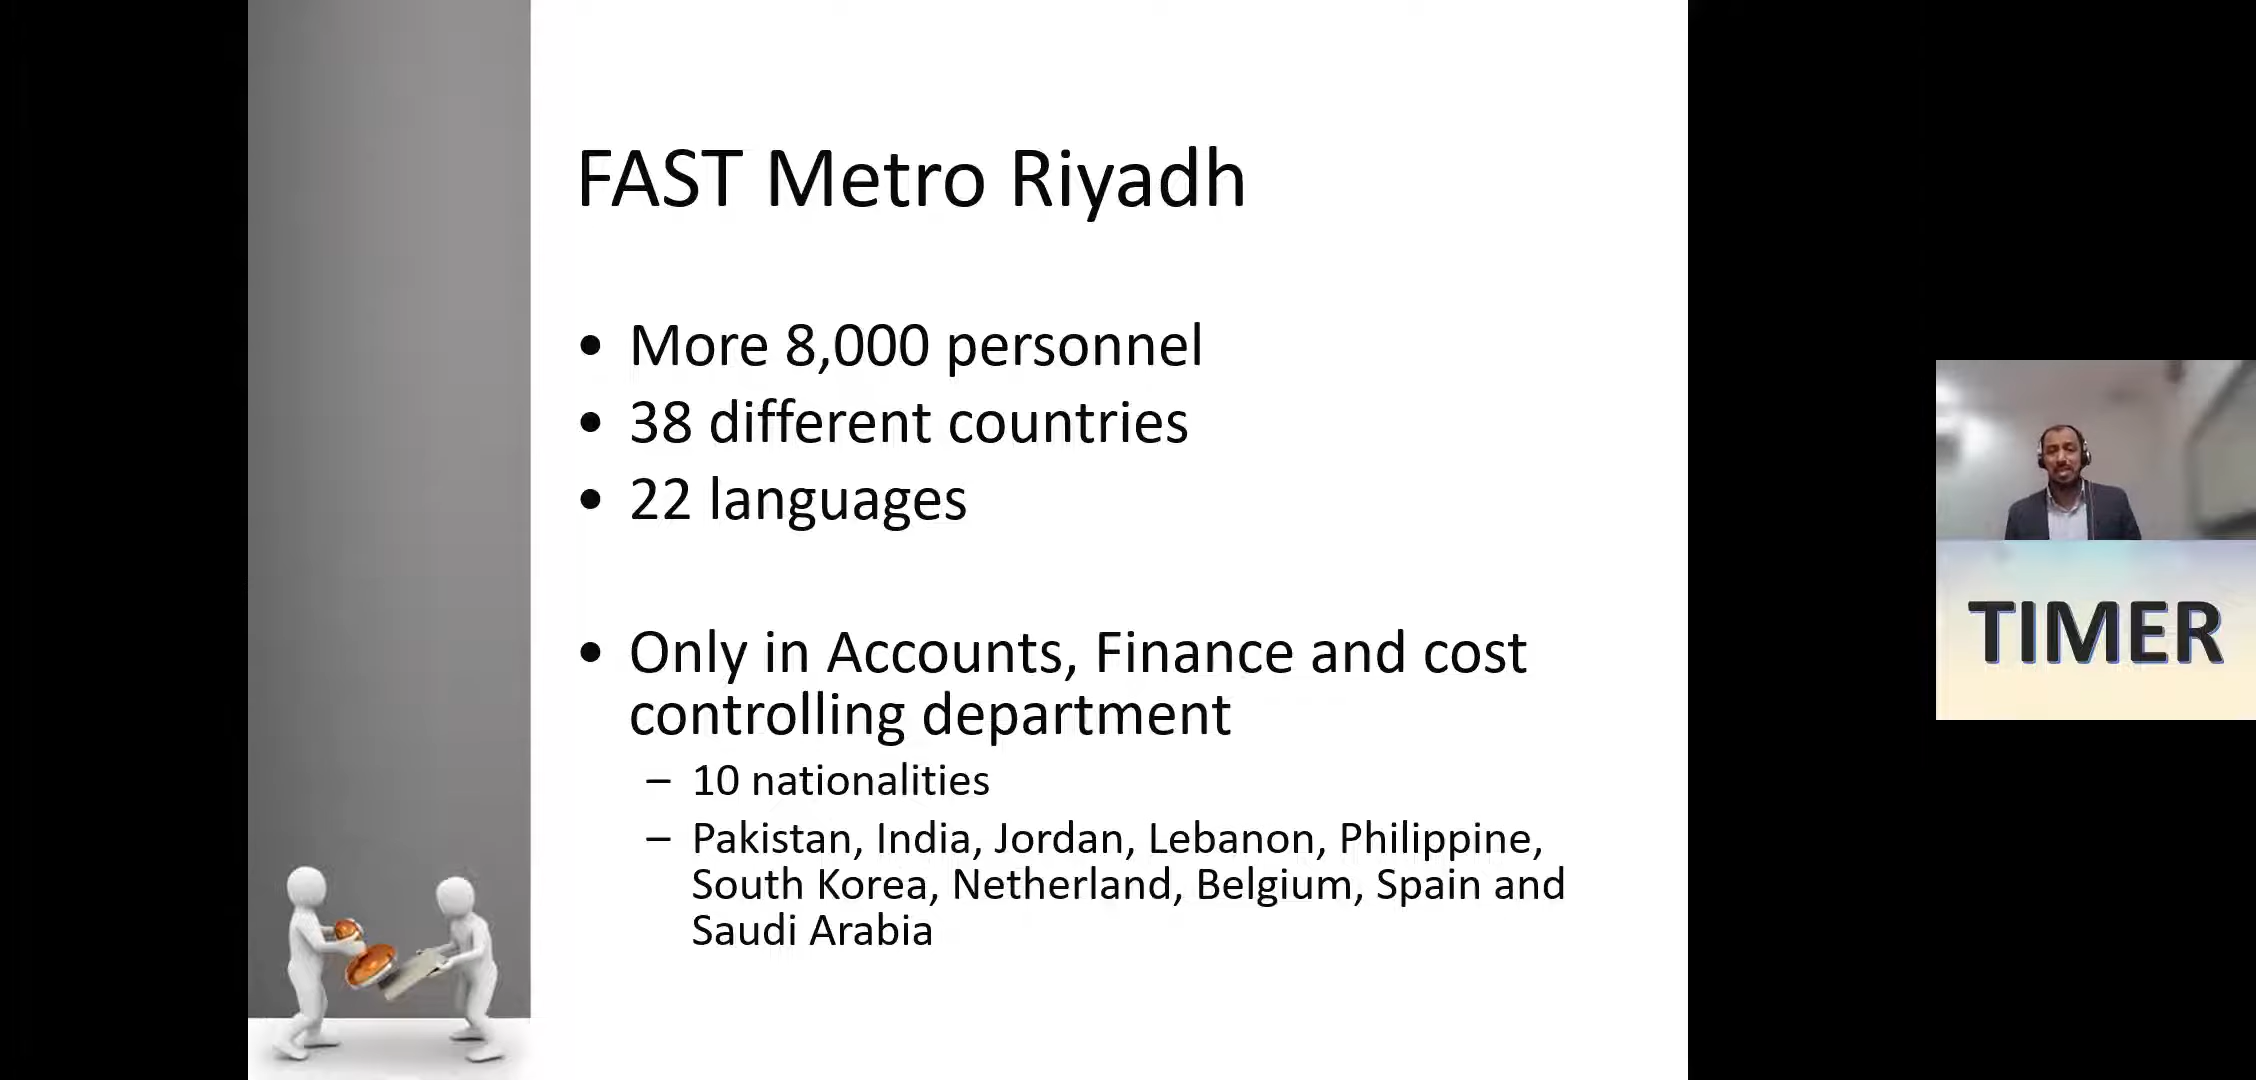 FAST Metro Riyadh
• More 8,000 personnel
• 38 different countries
• 22 languages
• Only in Accounts, Finance and cost
controlling department
– 10 nationalities
– Pakistan, India, Jordan, Lebanon, Philippine,
South Korea, Netherland, Belgium, Spain and
Saudi Arabia
TIMER